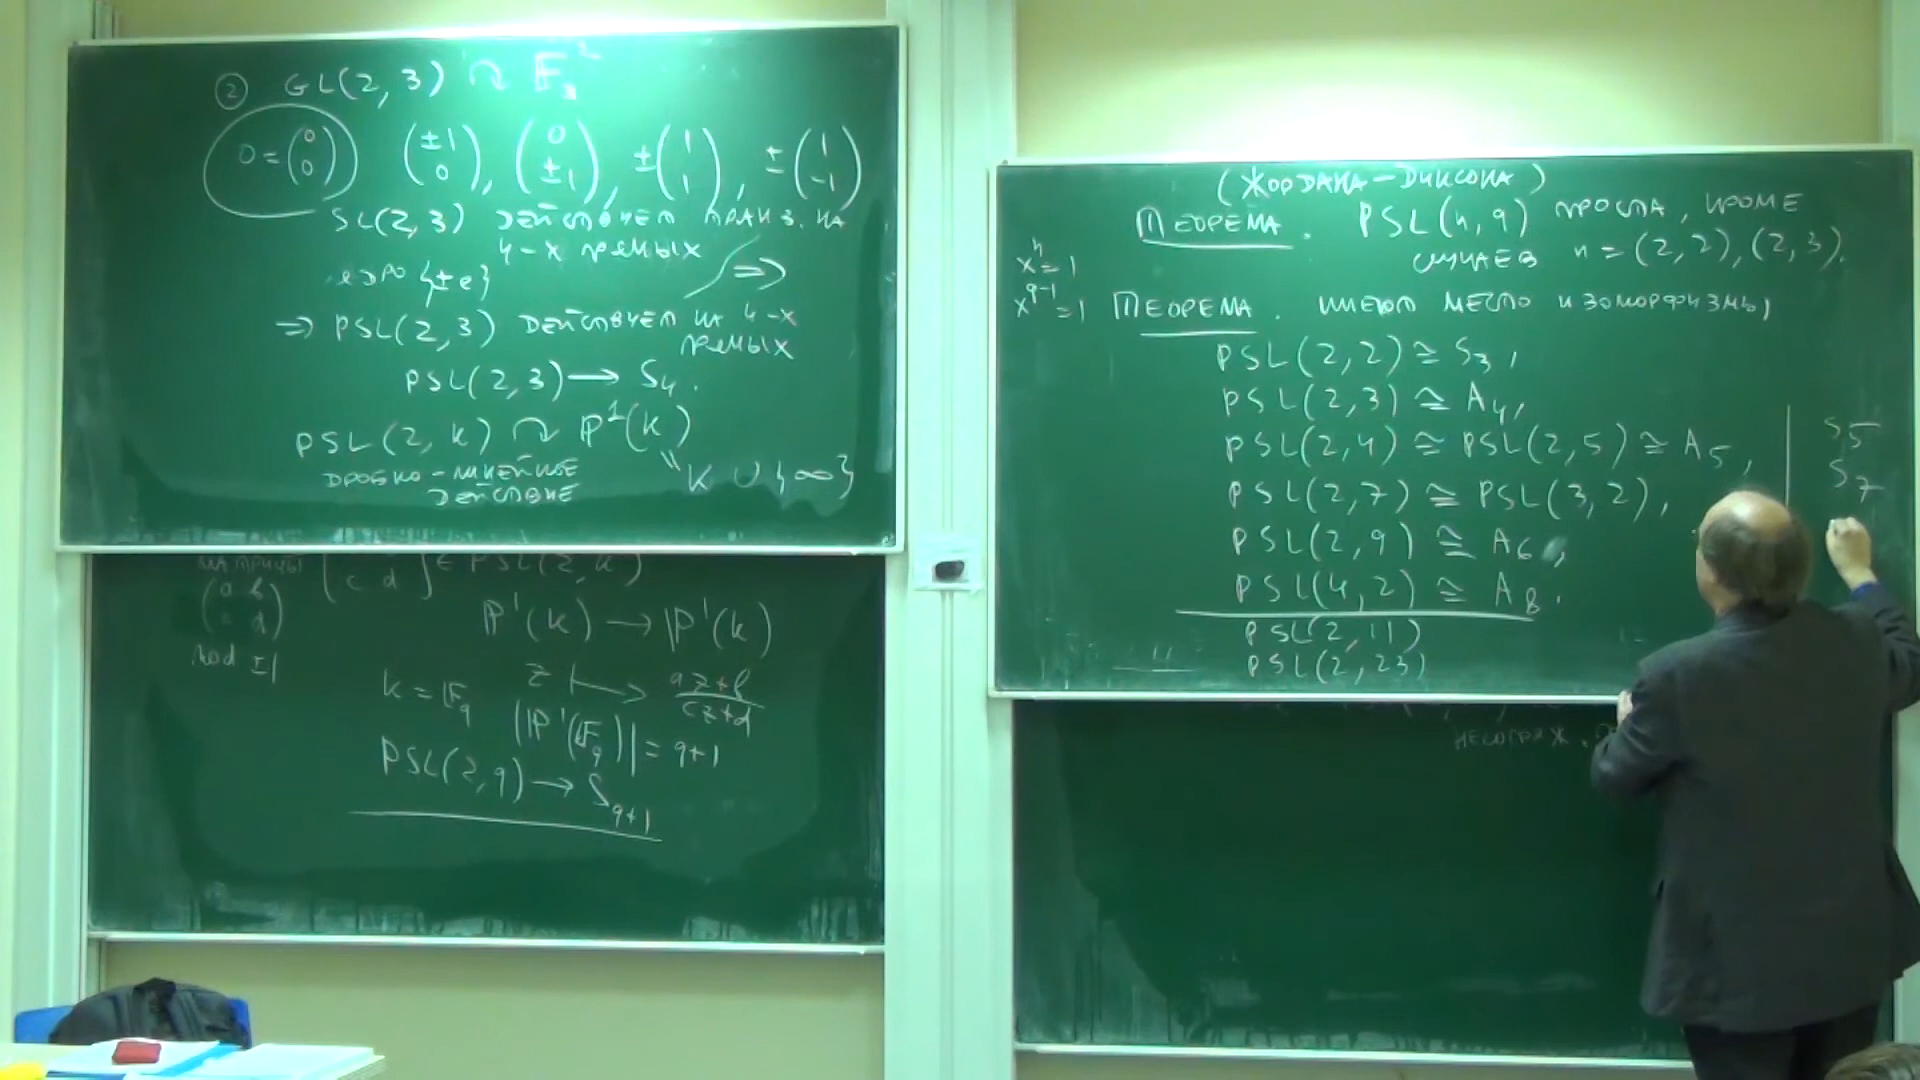 ② GL(2,3) ↷ F₃²
0 = (0 0), (±1 0), (0 ±1), ±(1 1), ±(1 -1)
SL(2,3) действует на
4-х прямых
ядро {±e} ⇒
⇒ PSL(2,3) действует на 4-х
прямых
PSL(2,3) → S₄.
PSL(2,k) ↷ P¹(k)
дробно-линейное
действие
" K ∪ {∞}
матрицы (c d) ∈ PSL(2,k)
(a b
c d)
mod ±1
P¹(k) → P¹(k)
z ↦ (az+b)/(cz+d)
k = F_q
|P¹(F_q)| = q+1
PSL(2,q) → S_{q+1}
(Жордана-Диксона)
Теорема. PSL(n,q) проста, кроме
случаев n = (2,2), (2,3).
xⁿ = 1
x^{q-1} = 1
Теорема. имеют место изоморфизмы,
PSL(2,2) ≅ S₃,
PSL(2,3) ≅ A₄,
PSL(2,4) ≅ PSL(2,5) ≅ A₅,
PSL(2,7) ≅ PSL(3,2),
PSL(2,9) ≅ A₆,
PSL(4,2) ≅ A₈.
PSL(2,11)
PSL(2,23)
S₅
S₇